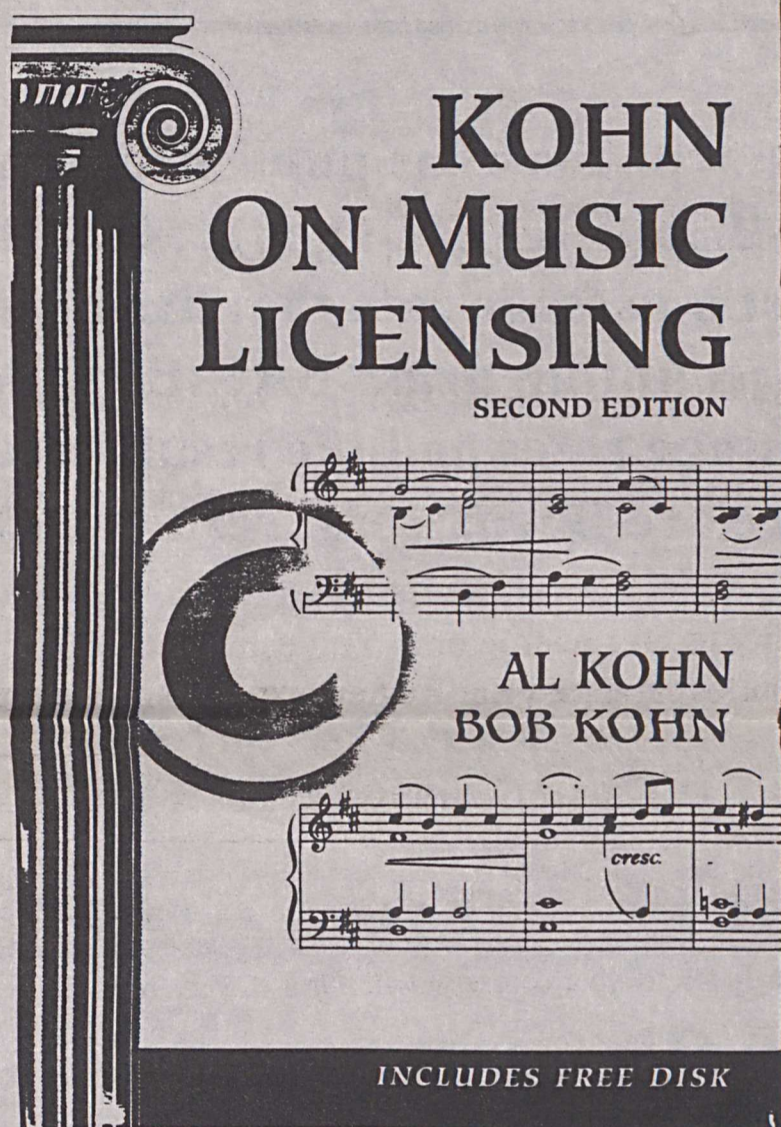 KOHN
ON MUSIC
LICENSING
SECOND EDITION
©
AL KOHN
BOB KOHN
cresc.
INCLUDES FREE DISK